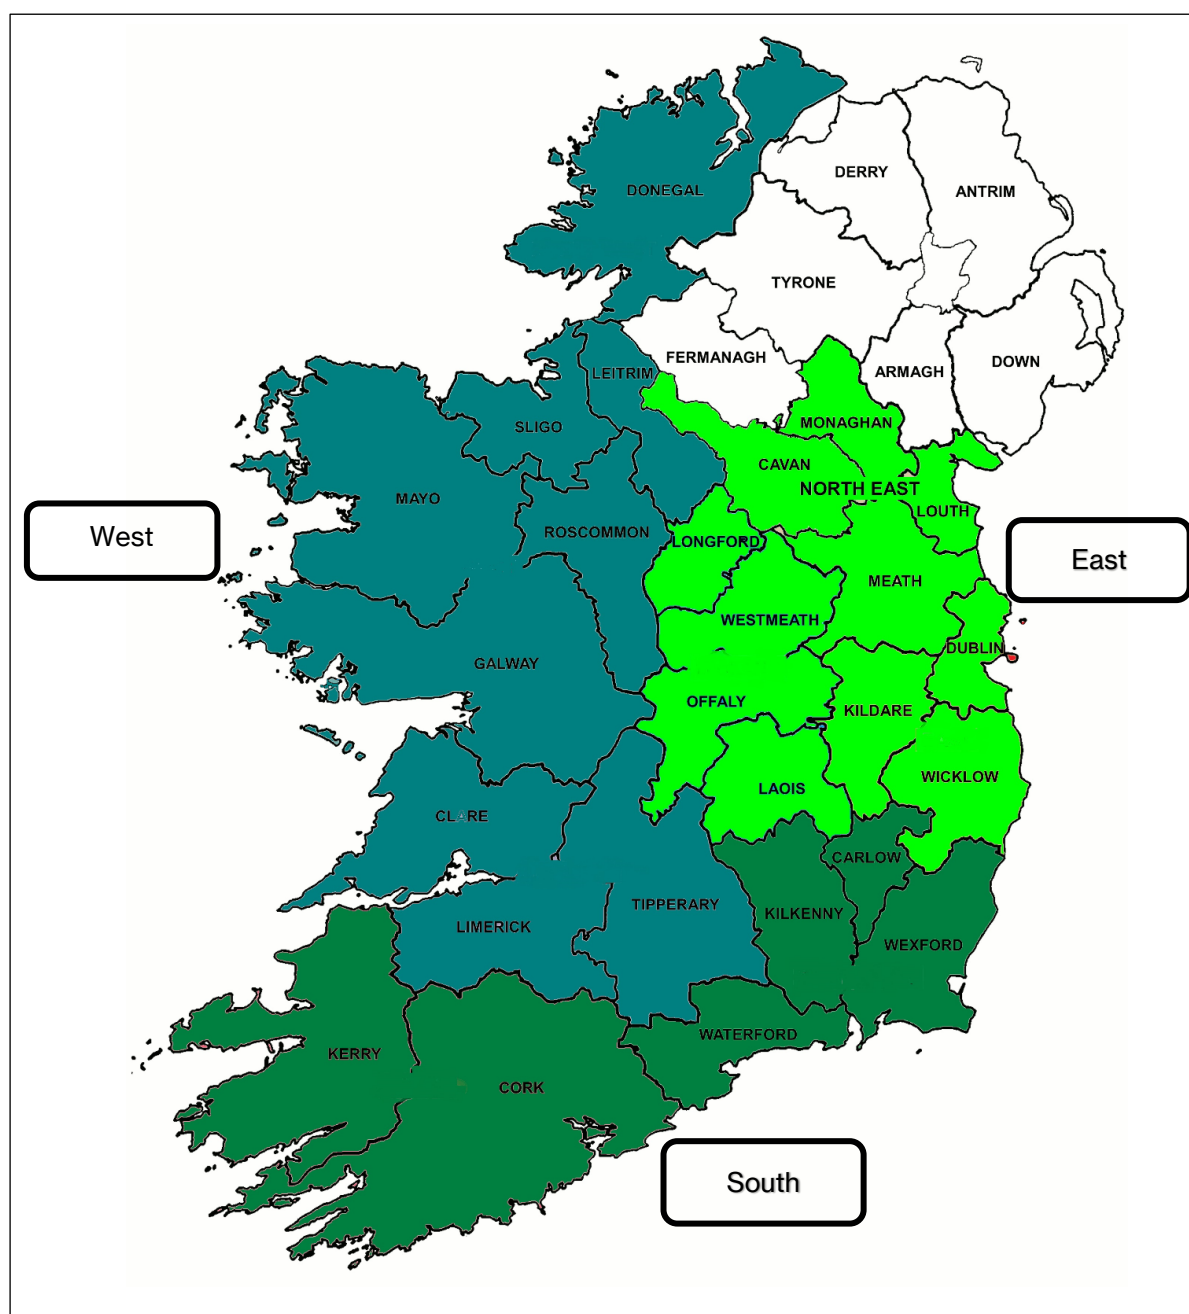 DERRY
ANTRIM
DONEGAL
TYRONE
FERMANAGH
DOWN
LEITRIM
ARMAGH
MONAGHAN
SLIGO
CAVAN
NORTH EAST
MAYO
LOUTH
West
ROSCOMMON
LONGFORD
East
MEATH
WESTMEATH
DUBLIN
GALWAY
OFFALY
KILDARE
WICKLOW
LAOIS
CLARE
CARLOW
TIPPERARY
KILKENNY
LIMERICK
WEXFORD
WATERFORD
KERRY
CORK
South